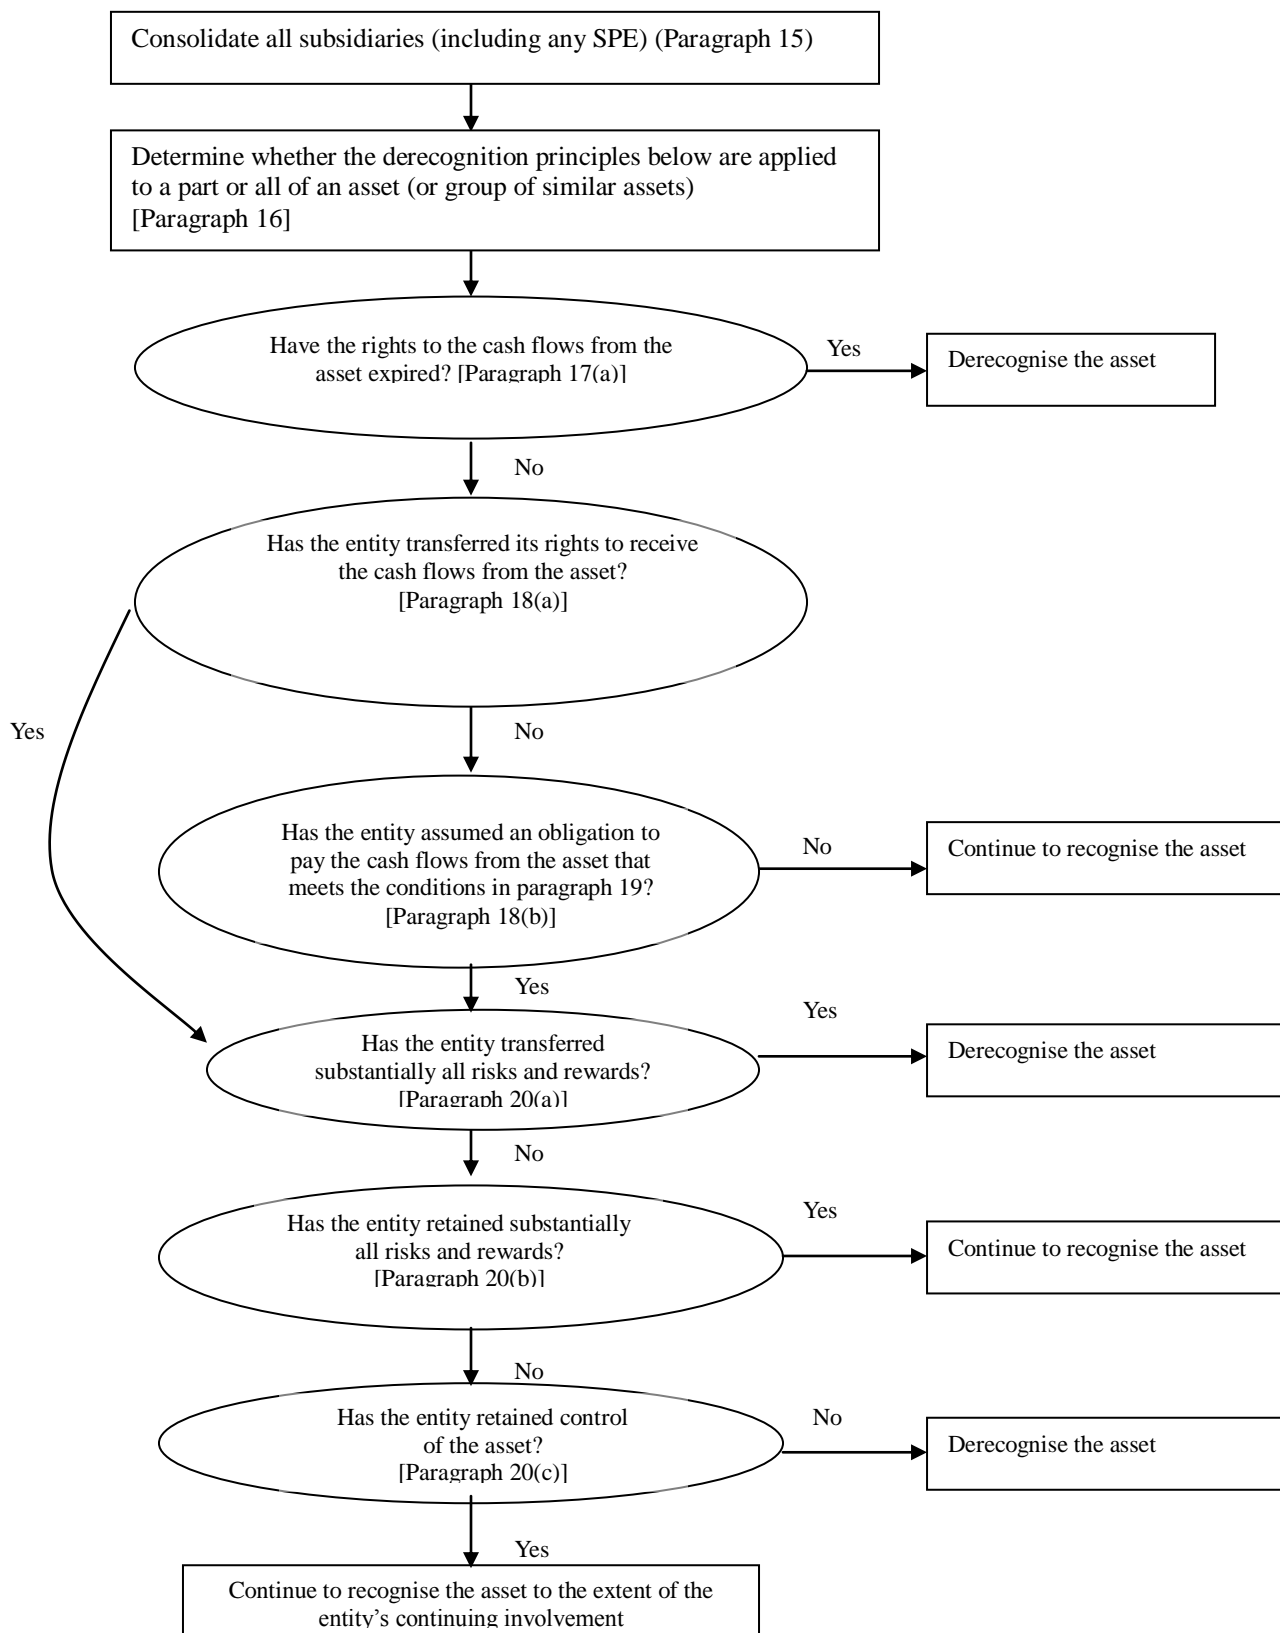 Consolidate all subsidiaries (including any SPE) (Paragraph 15)
Determine whether the derecognition principles below are applied
to a part or all of an asset (or group of similar assets)
[Paragraph 16]
Have the rights to the cash flows from the
asset expired? [Paragraph 17(a)]
Yes
Derecognise the asset
No
Has the entity transferred its rights to receive
the cash flows from the asset?
[Paragraph 18(a)]
Yes
No
Has the entity assumed an obligation to
pay the cash flows from the asset that
meets the conditions in paragraph 19?
[Paragraph 18(b)]
No
Continue to recognise the asset
Yes
Has the entity transferred
substantially all risks and rewards?
[Paragraph 20(a)]
Yes
Derecognise the asset
No
Has the entity retained substantially
all risks and rewards?
[Paragraph 20(b)]
Yes
Continue to recognise the asset
No
Has the entity retained control
of the asset?
[Paragraph 20(c)]
No
Derecognise the asset
Yes
Continue to recognise the asset to the extent of the
entity's continuing involvement